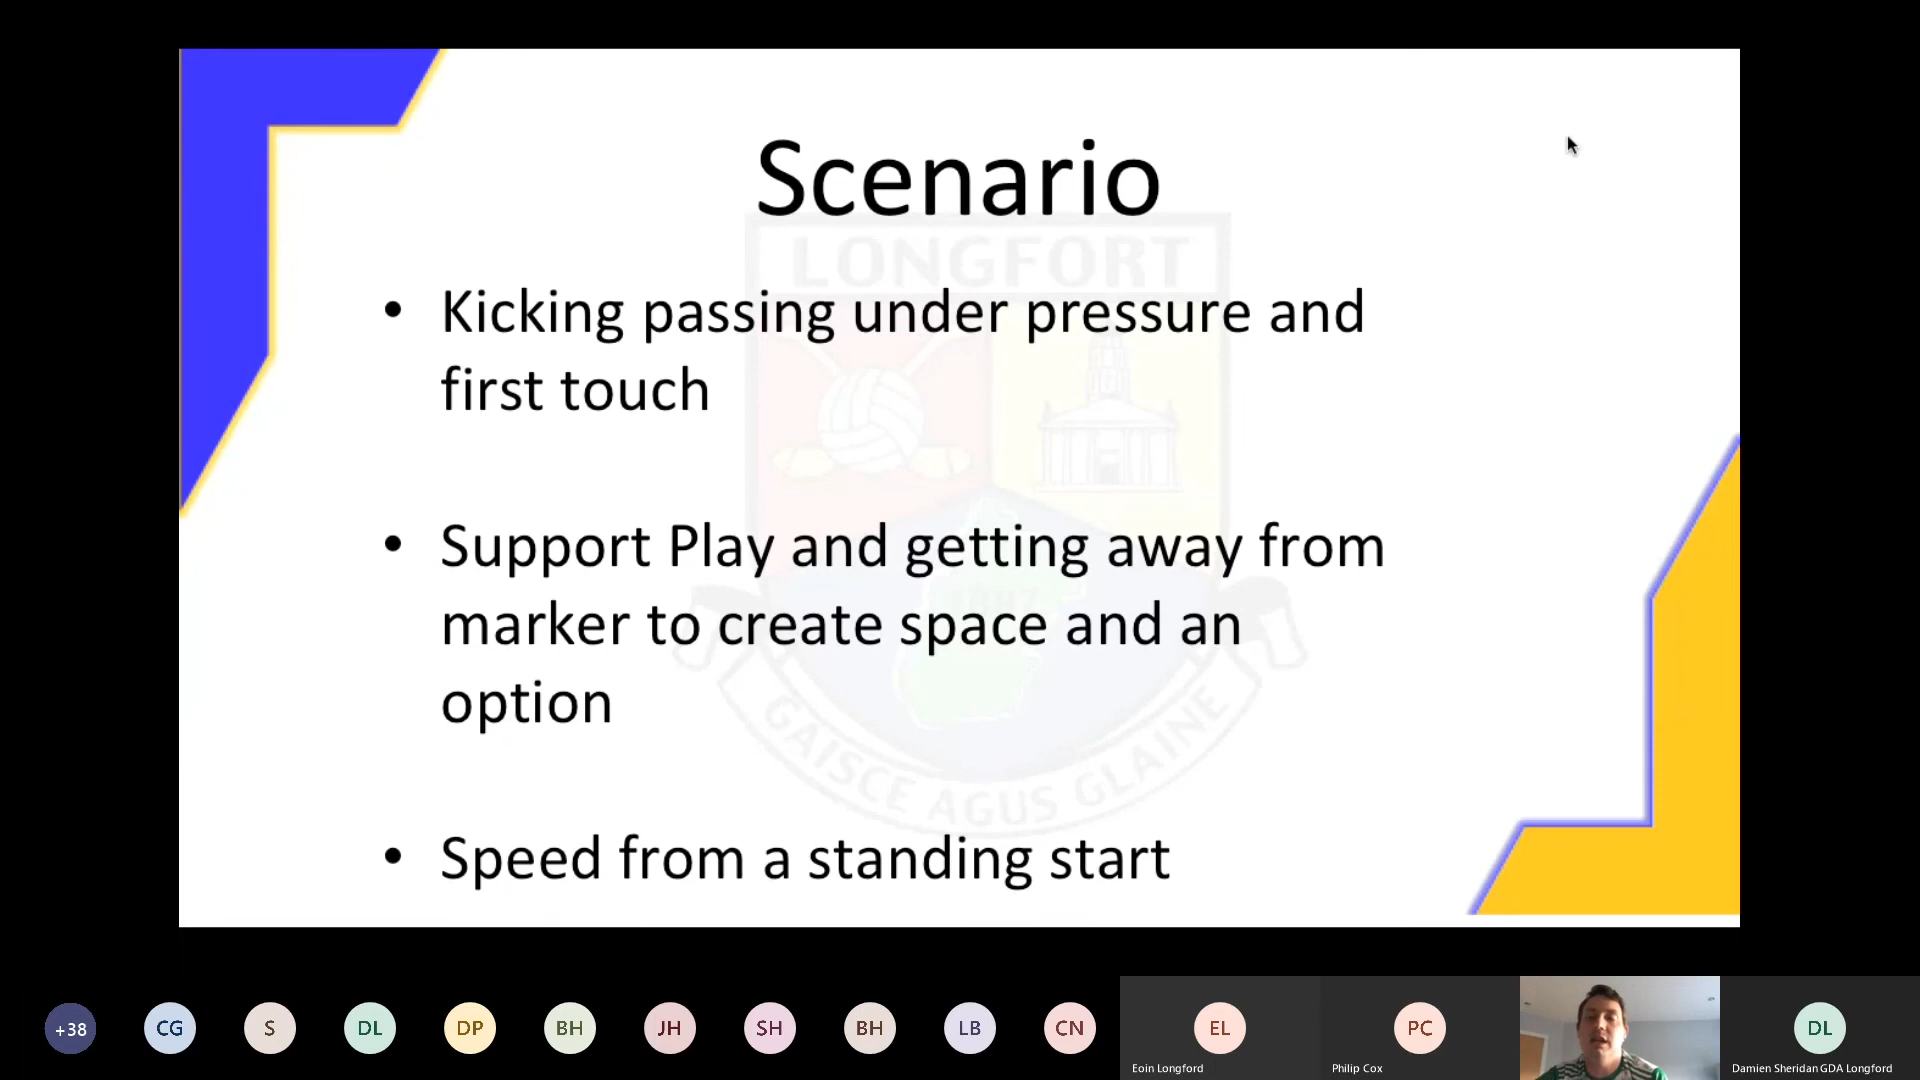 Scenario
LONGFORT
• Kicking passing under pressure and
first touch
• Support Play and getting away from
marker to create space and an
option
• Speed from a standing start
GAISCE AGUS GLAINE
+38
CG
S
DL
DP
BH
JH
SH
BH
LB
CN
EL
Eoin Longford
PC
Philip Cox
DL
Damien Sheridan GDA Longford